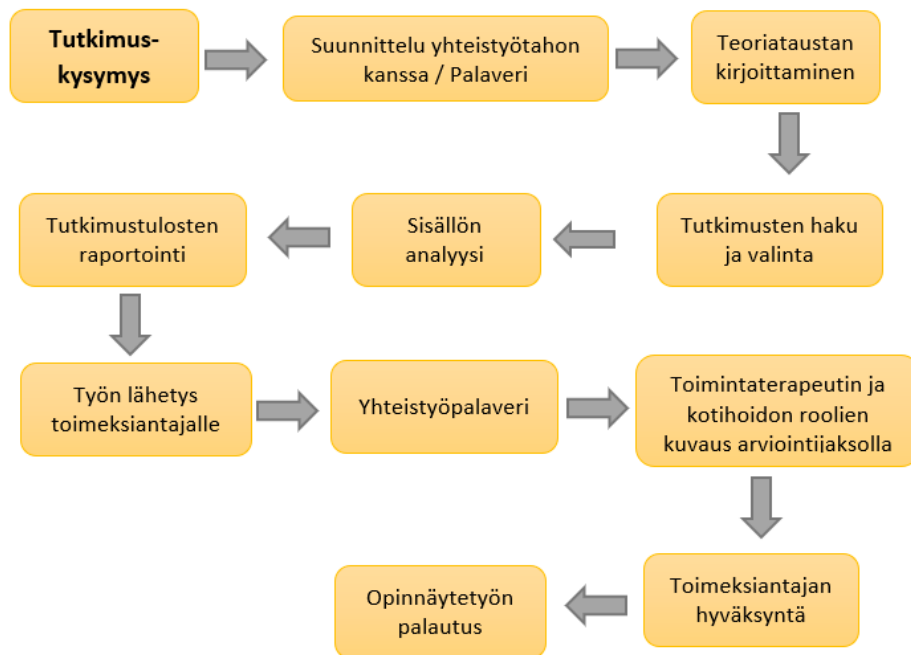 Tutkimus-
kysymys
Suunnittelu yhteistyötahon
kanssa / Palaveri
Teoriataustan
kirjoittaminen
Tutkimustulosten
raportointi
Sisällön
analyysi
Tutkimusten haku
ja valinta
Työn lähetys
toimeksiantajalle
Yhteistyöpalaveri
Toimintaterapeutin ja
kotihoidon roolien
kuvaus arviointijaksolla
Opinnäytetyön
palautus
Toimeksiantajan
hyväksyntä